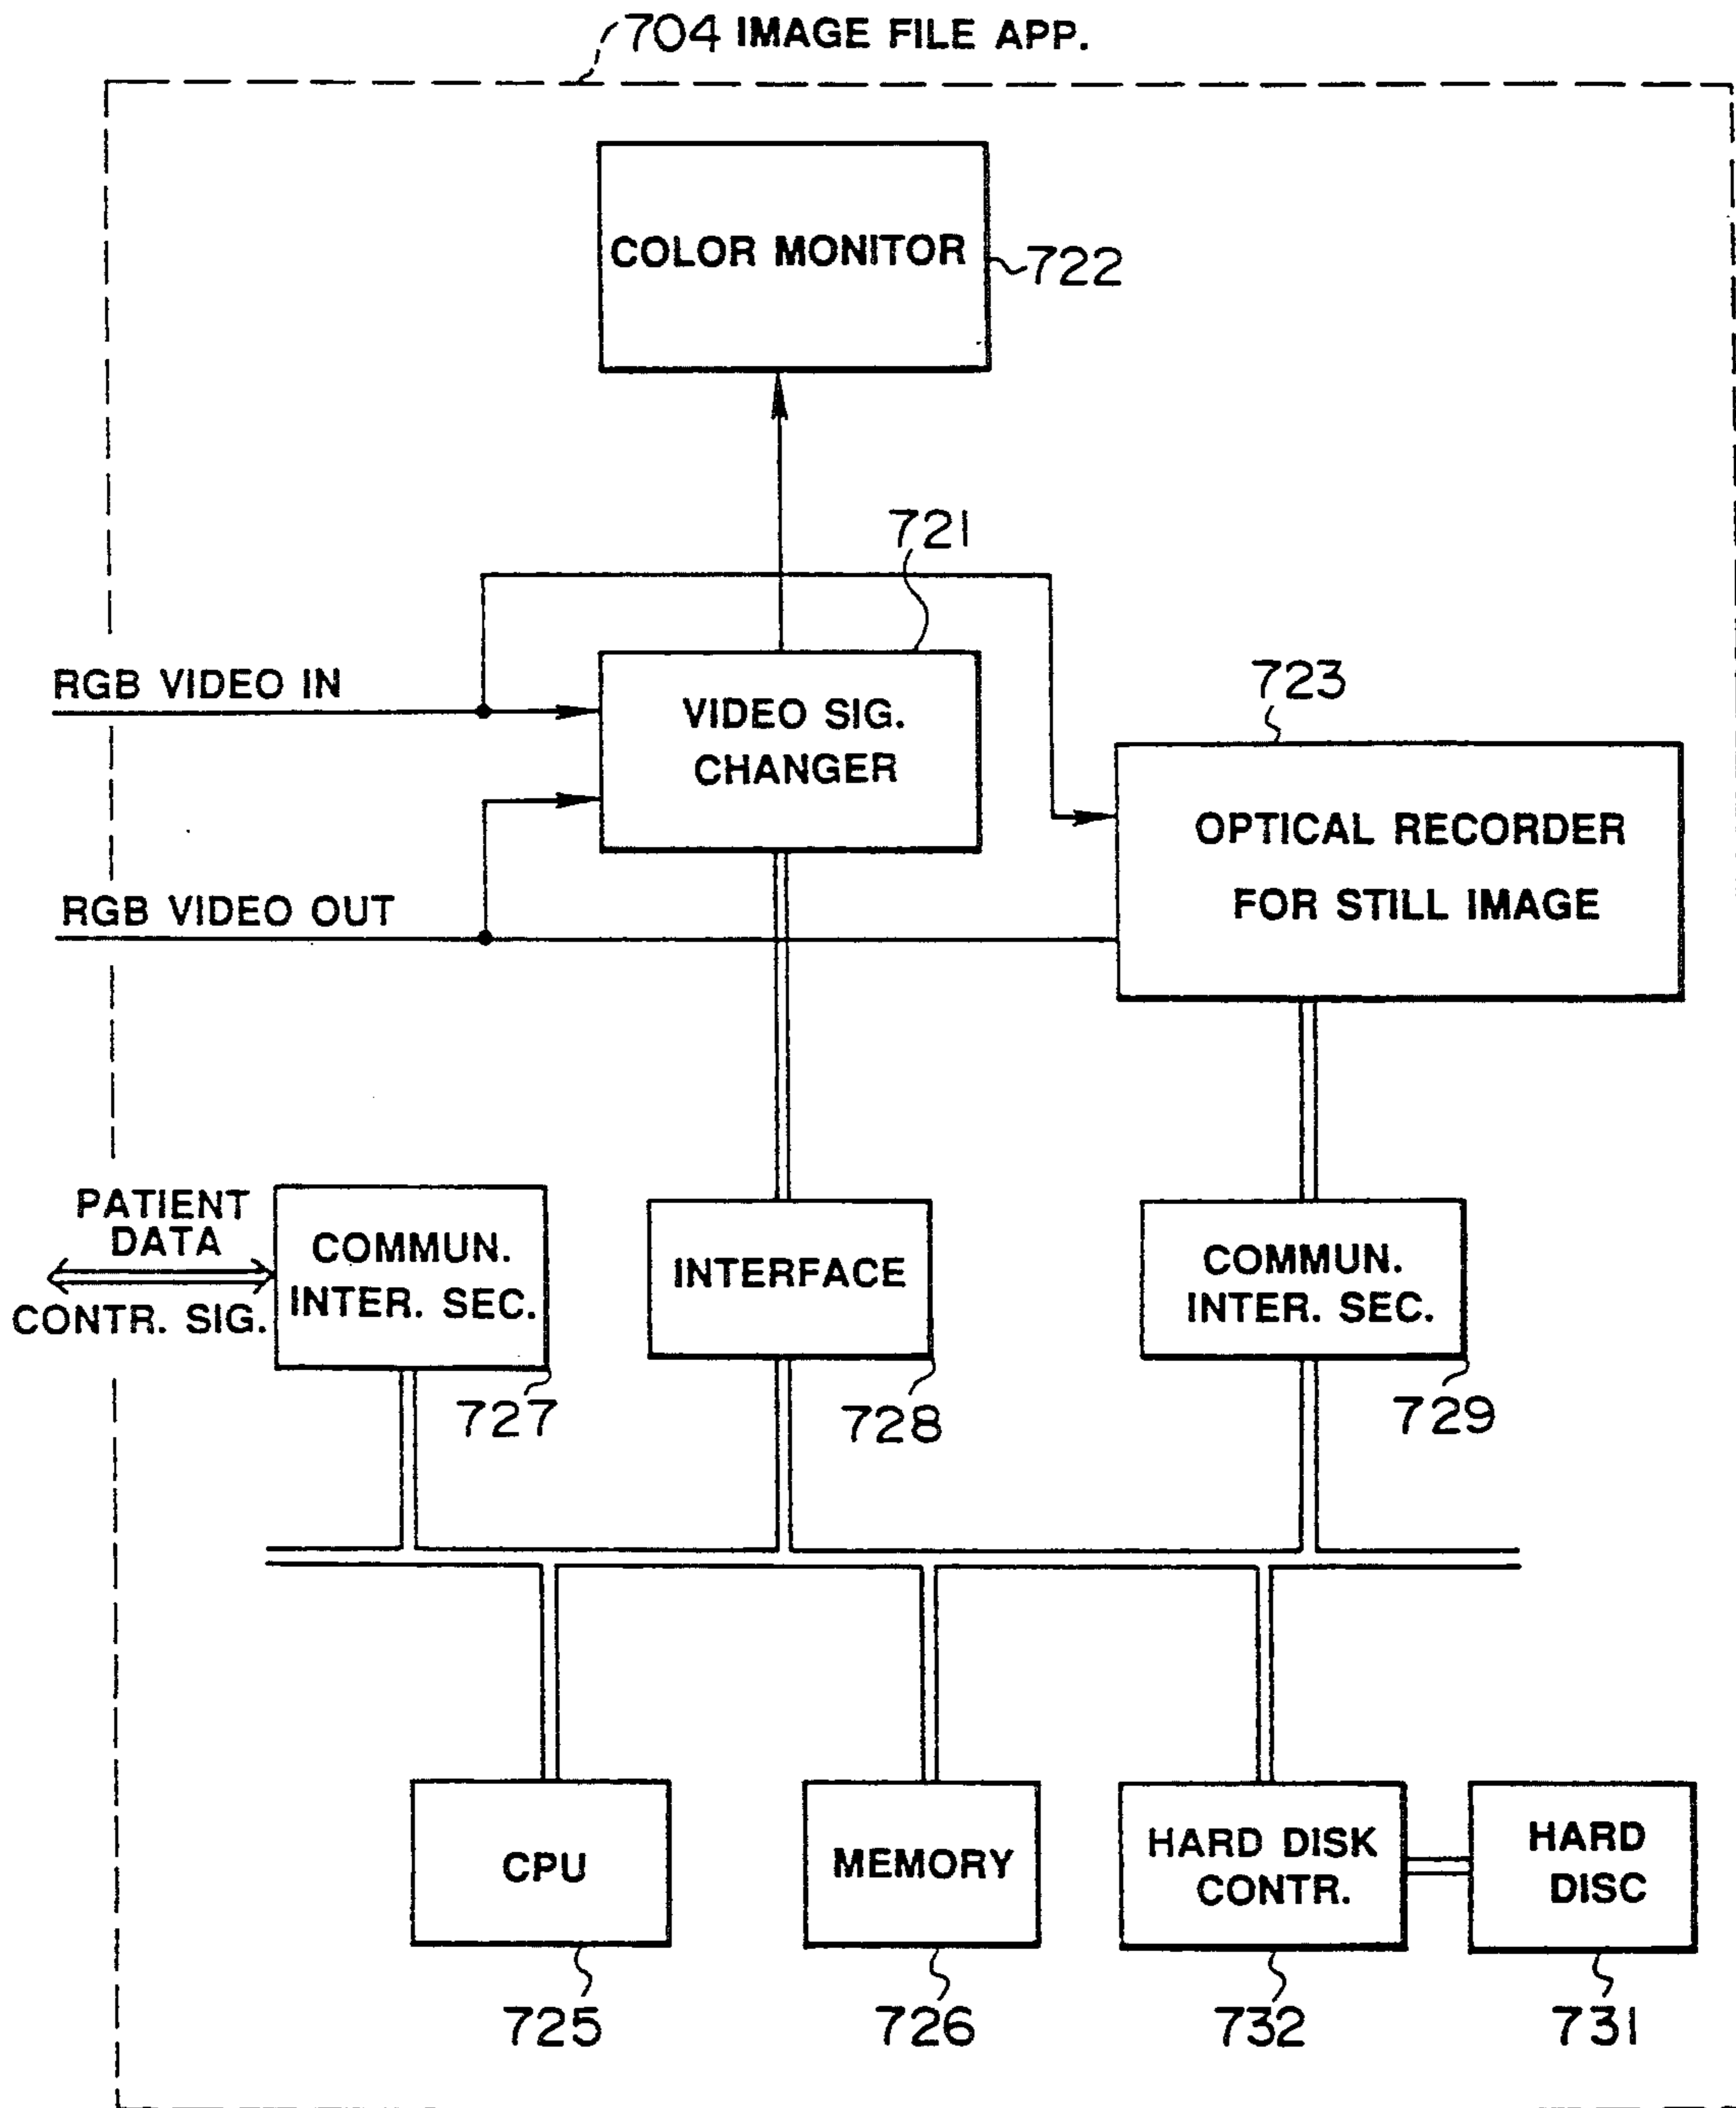 704 IMAGE FILE APP.
COLOR MONITOR
722
721
RGB VIDEO IN
VIDEO SIG.
CHANGER
723
OPTICAL RECORDER
FOR STILL IMAGE
RGB VIDEO OUT
PATIENT
DATA
CONTR. SIG.
COMMUN.
INTER. SEC.
727
INTERFACE
728
COMMUN.
INTER. SEC.
729
CPU
725
MEMORY
726
HARD DISK
CONTR.
732
HARD
DISC
731